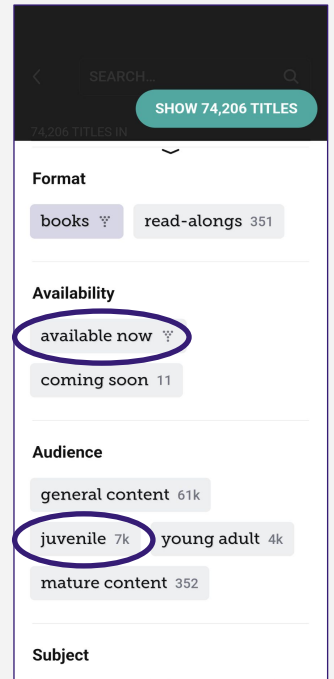 SEARCH...
SHOW 74,206 TITLES
74,206 TITLES IN
Format
books
read-alongs 351
Availability
available now
coming soon 11
Audience
general content 61k
juvenile 7k young adult 4k
mature content 352
Subject